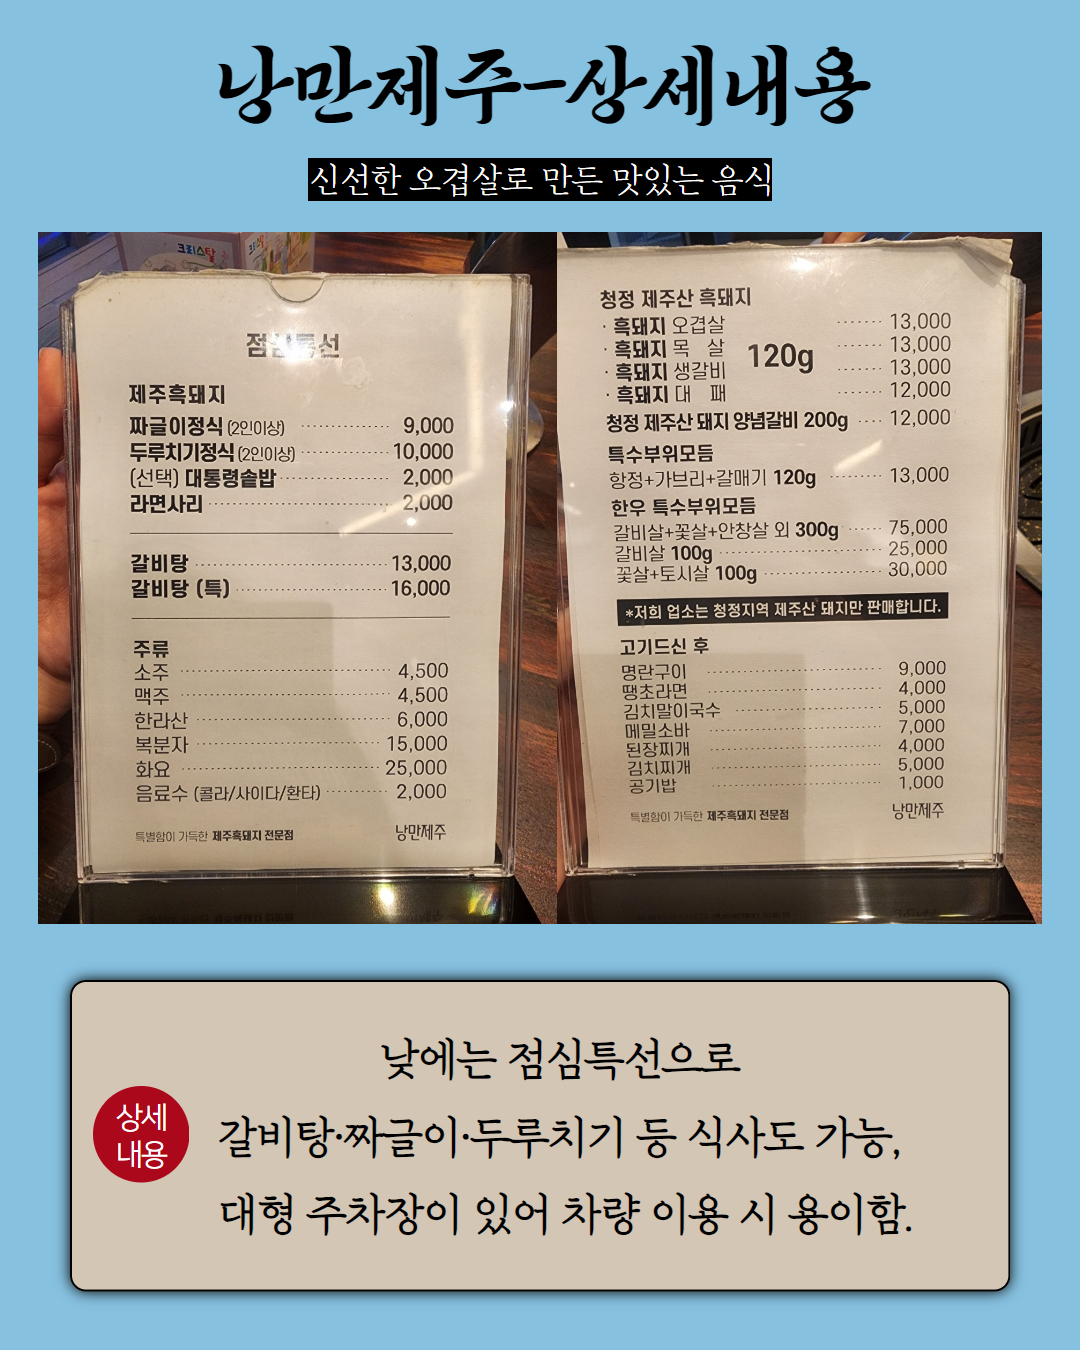 낭만제주-상세내용
신선한 오겹살로 만든 맛있는 음식
크리스탈
점심특선
제주흑돼지
짜글이정식 (2인이상) 9,000
두루치기정식 (2인이상) 10,000
(선택) 대통령솥밥 2,000
라면사리 2,000
갈비탕 13,000
갈비탕 (특) 16,000
주류
소주 4,500
맥주 4,500
한라산 6,000
복분자 15,000
화요 25,000
음료수 (콜라/사이다/환타) 2,000
특별함이 가득한 제주흑돼지 전문점 낭만제주
청정 제주산 흑돼지
· 흑돼지 오겹살 13,000
· 흑돼지 목 살 13,000
120g
· 흑돼지 생갈비 13,000
· 흑돼지 대 패 12,000
청정 제주산 돼지 양념갈비 200g 12,000
특수부위모듬
항정+가브리+갈매기 120g 13,000
한우 특수부위모듬
갈비살+꽃살+안창살 외 300g 75,000
갈비살 100g 25,000
꽃살+토시살 100g 30,000
*저희 업소는 청정지역 제주산 돼지만 판매합니다.
고기드신 후
명란구이 9,000
땡초라면 4,000
김치말이국수 5,000
메밀소바 7,000
된장찌개 4,000
김치찌개 5,000
공기밥 1,000
특별함이 가득한 제주흑돼지 전문점 낭만제주
상세
내용
낮에는 점심특선으로
갈비탕·짜글이·두루치기 등 식사도 가능,
대형 주차장이 있어 차량 이용 시 용이함.